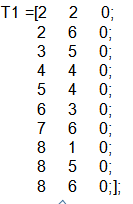 T1 =[2 2 0;
2 6 0;
3 5 0;
4 4 0;
5 4 0;
6 3 0;
7 6 0;
8 1 0;
8 5 0;
8 6 0;];
^